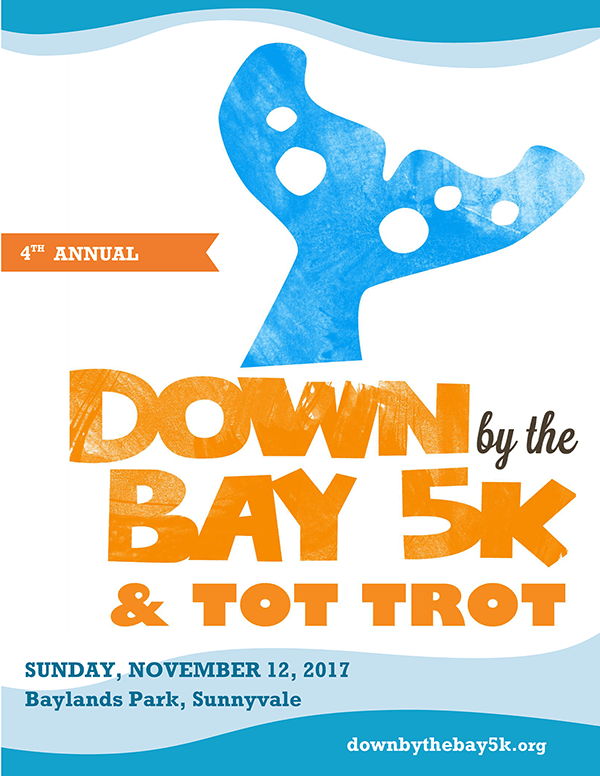 4TH ANNUAL
DOWN by the
BAY 5K
& TOT TROT
SUNDAY, NOVEMBER 12, 2017
Baylands Park, Sunnyvale
downbythebay5k.org